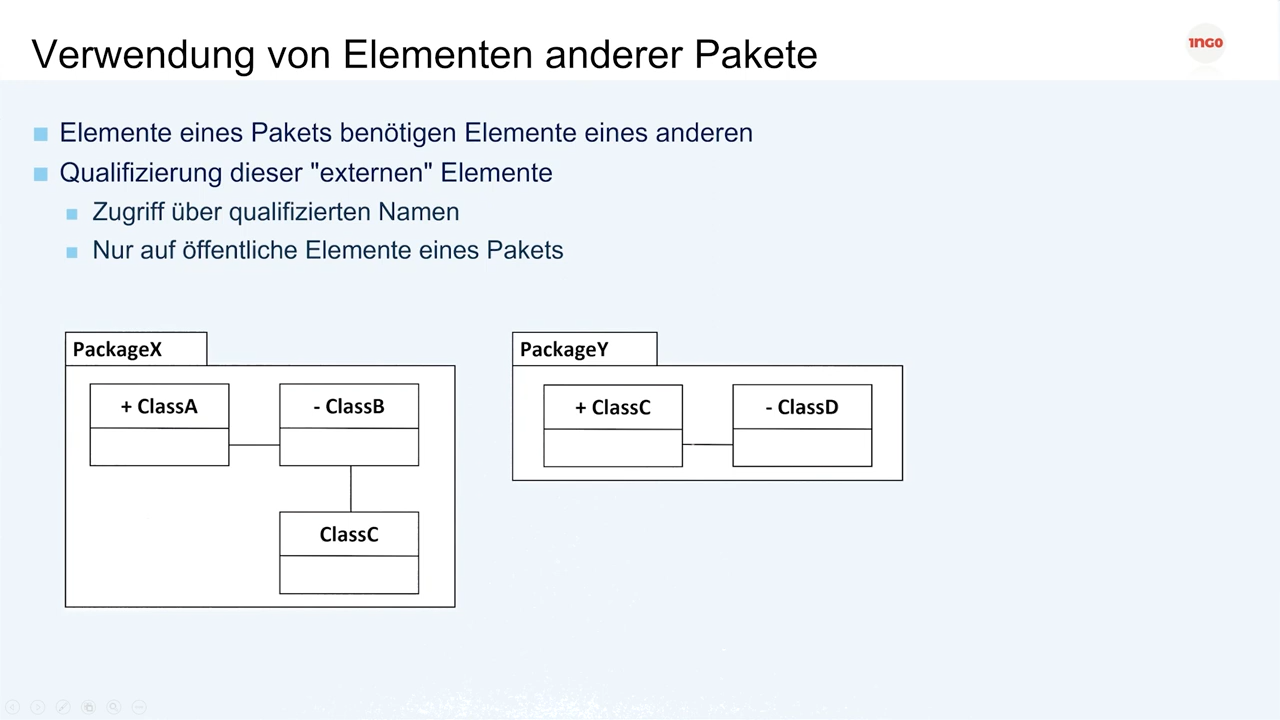 Verwendung von Elementen anderer Pakete
1NGO
Elemente eines Pakets benötigen Elemente eines anderen
Qualifizierung dieser "externen" Elemente
Zugriff über qualifizierten Namen
Nur auf öffentliche Elemente eines Pakets
PackageX
+ ClassA
- ClassB
ClassC
PackageY
+ ClassC
- ClassD